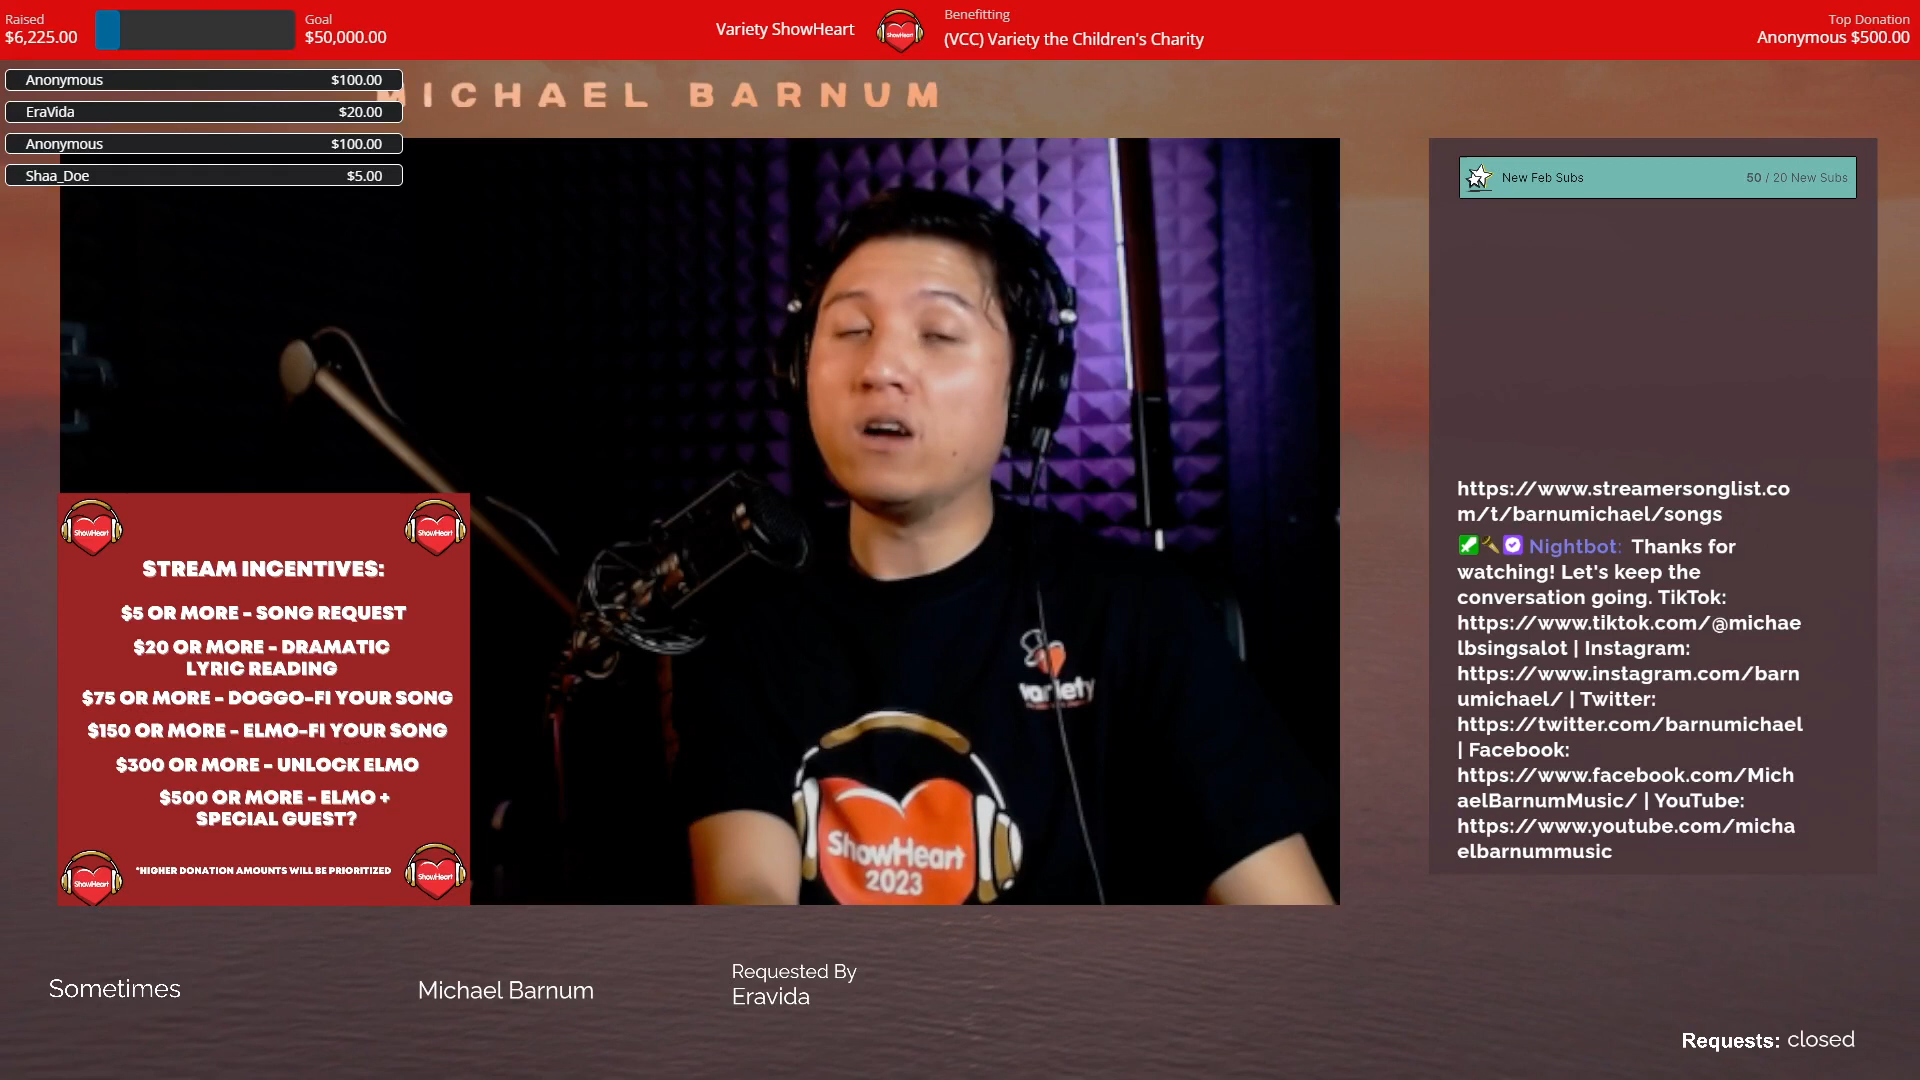 Raised
$6,225.00
Goal
$50,000.00
Variety ShowHeart
ShowHeart
Benefitting
(VCC) Variety the Children's Charity
Top Donation
Anonymous $500.00
Anonymous $100.00
EraVida $20.00
Anonymous $100.00
Shaa_Doe $5.00
MICHAEL BARNUM
New Feb Subs 50 / 20 New Subs
https://www.streamersonglist.co
m/t/barnumichael/songs
Nightbot: Thanks for
watching! Let's keep the
conversation going. TikTok:
https://www.tiktok.com/@michae
lbsingsalot | Instagram:
https://www.instagram.com/barn
umichael/ | Twitter:
https://twitter.com/barnumichael
| Facebook:
https://www.facebook.com/Mich
aelBarnumMusic/ | YouTube:
https://www.youtube.com/micha
elbarnummusic
ShowHeart
ShowHeart
STREAM INCENTIVES:
$5 OR MORE - SONG REQUEST
$20 OR MORE - DRAMATIC
LYRIC READING
$75 OR MORE - DOGGO-FI YOUR SONG
$150 OR MORE - ELMO-FI YOUR SONG
$300 OR MORE - UNLOCK ELMO
$500 OR MORE - ELMO +
SPECIAL GUEST?
*HIGHER DONATION AMOUNTS WILL BE PRIORITIZED
ShowHeart
ShowHeart
variety
ShowHeart
2023
Sometimes
Michael Barnum
Requested By
Eravida
Requests: closed